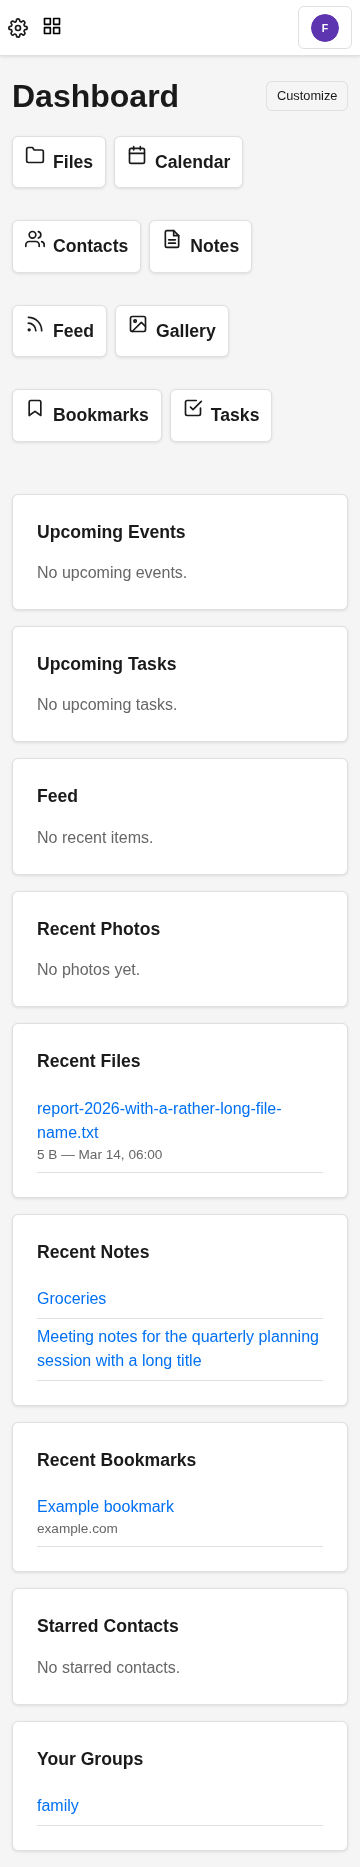 F
Dashboard
Customize
Files
Calendar
Contacts
Notes
Feed
Gallery
Bookmarks
Tasks
Upcoming Events
No upcoming events.
Upcoming Tasks
No upcoming tasks.
Feed
No recent items.
Recent Photos
No photos yet.
Recent Files
report-2026-with-a-rather-long-file-
name.txt
5 B — Mar 14, 06:00
Recent Notes
Groceries
Meeting notes for the quarterly planning
session with a long title
Recent Bookmarks
Example bookmark
example.com
Starred Contacts
No starred contacts.
Your Groups
family